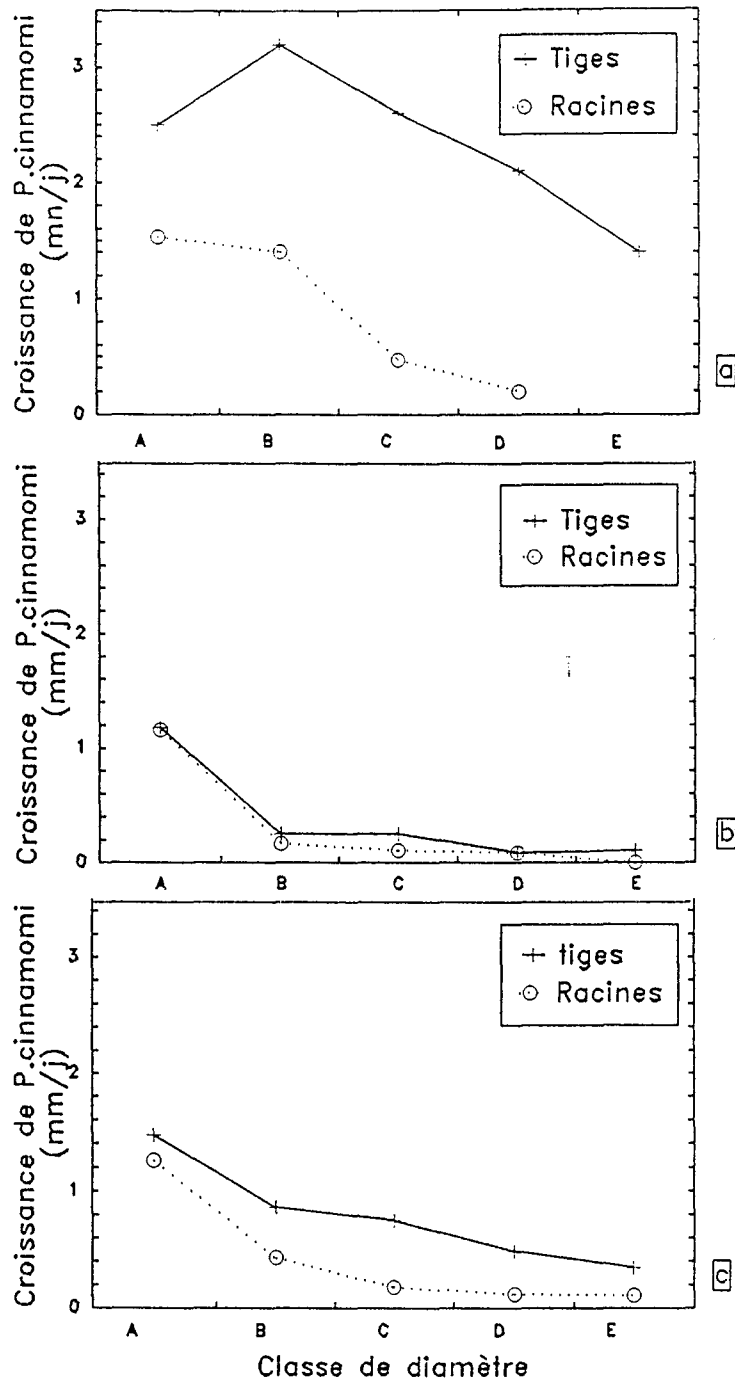 Croissance de P.cinnamomi
(mn/j)
3
2
1
0
Tiges
Racines
A B C D E
a
Croissance de P.cinnamomi
(mm/j)
3
2
1
0
Tiges
Racines
A B C D E
b
Croissance de P.cinnamomi
(mm/j)
3
2
1
0
tiges
Racines
A B C D E
c
Classe de diamètre